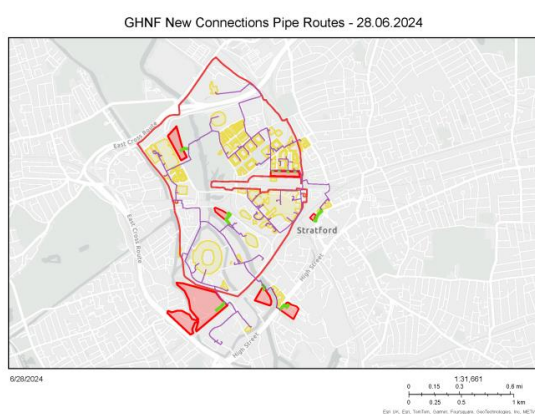 GHNF New Connections Pipe Routes - 28.06.2024
East Cross Route
East Cross Route
Stratford
High Street
High Street
6/28/2024
1:31,661
0 0.15 0.3 0.6 mi
0 0.25 0.5 1 km